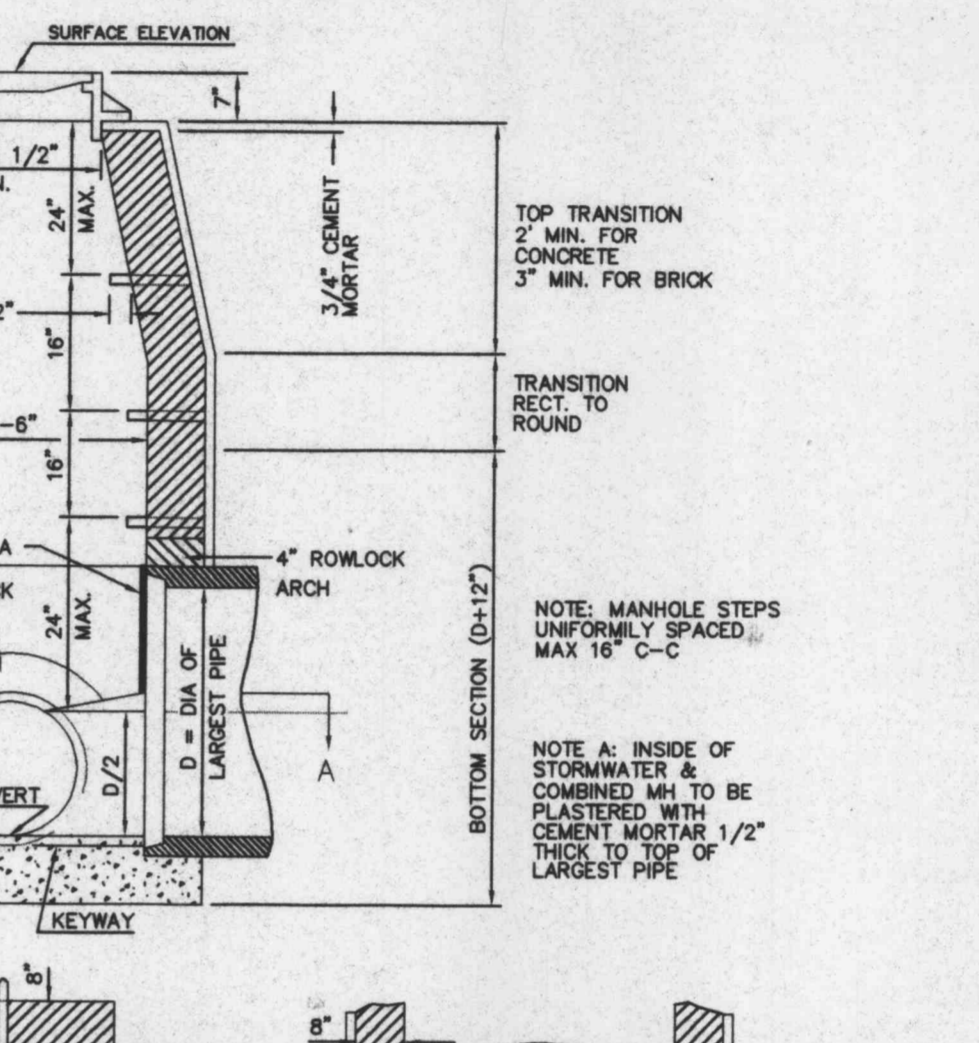 SURFACE ELEVATION
7"
1/2"
24"
MAX.
3/4" CEMENT
MORTAR
TOP TRANSITION
2' MIN. FOR
CONCRETE
3" MIN. FOR BRICK
2"
16"
TRANSITION
RECT. TO
ROUND
-6"
16"
A
4" ROWLOCK
ARCH
24"
MAX.
NOTE: MANHOLE STEPS
UNIFORMILY SPACED
MAX 16" C-C
D = DIA OF
LARGEST PIPE
D/2
A
BOTTOM SECTION (D+12")
NOTE A: INSIDE OF
STORMWATER &
COMBINED MH TO BE
PLASTERED WITH
CEMENT MORTAR 1/2"
THICK TO TOP OF
LARGEST PIPE
VERT
KEYWAY
8"
8"